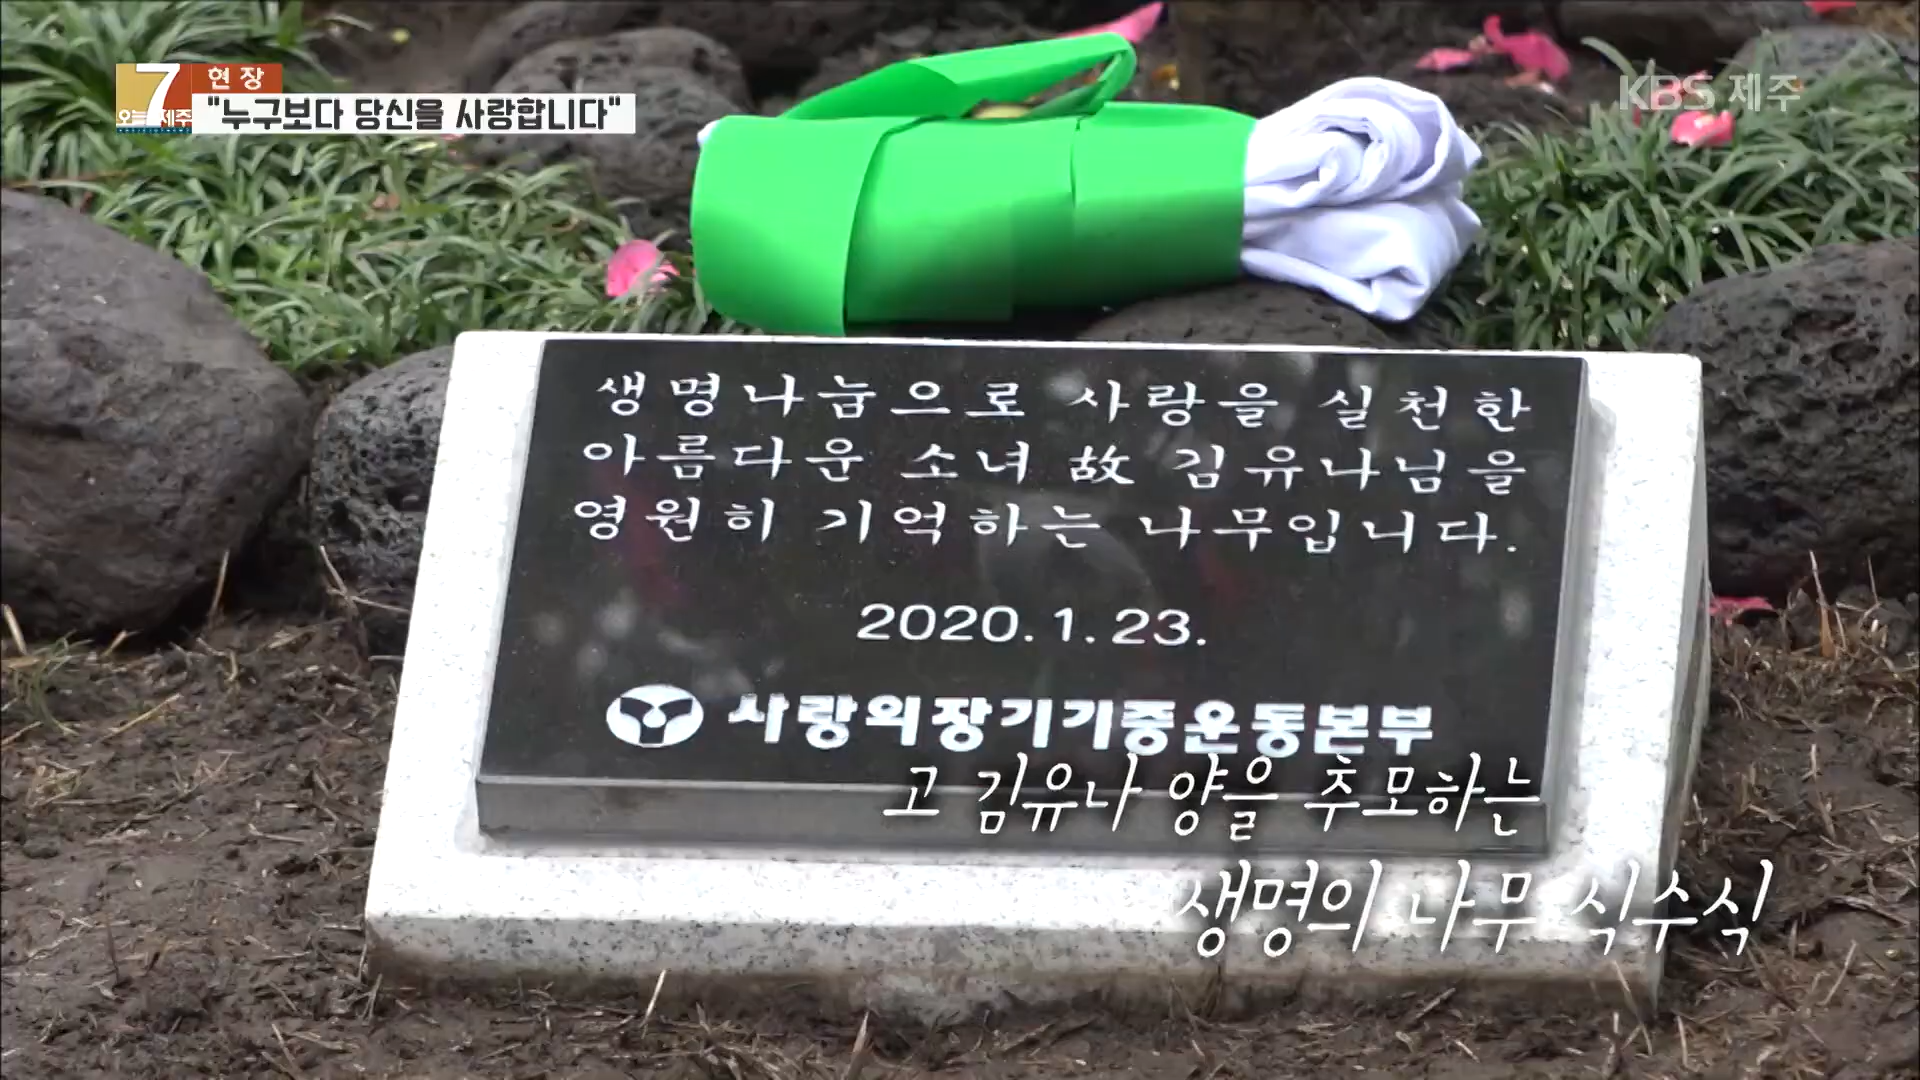 7 현장
오늘 제주 "누구보다 당신을 사랑합니다"
KBS 제주
생명나눔으로 사랑을 실천한
아름다운 소녀 故 김유나님을
영원히 기억하는 나무입니다.
2020.1.23.
사랑의장기기증운동본부
고 김유나 양을 추모하는
생명의 나무 식수식